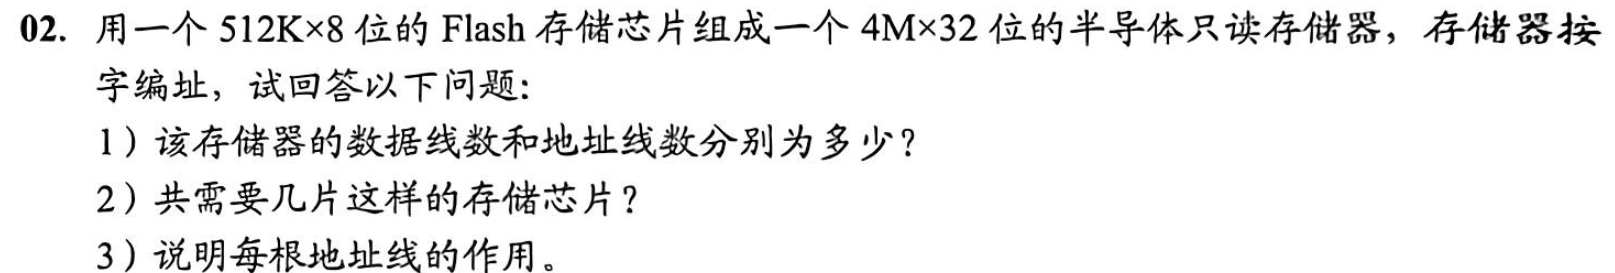 02. 用一个 512K×8 位的 Flash 存储芯片组成一个 4M×32 位的半导体只读存储器，存储器按
字编址，试回答以下问题：
1）该存储器的数据线数和地址线数分别为多少？
2）共需要几片这样的存储芯片？
3）说明每根地址线的作用。